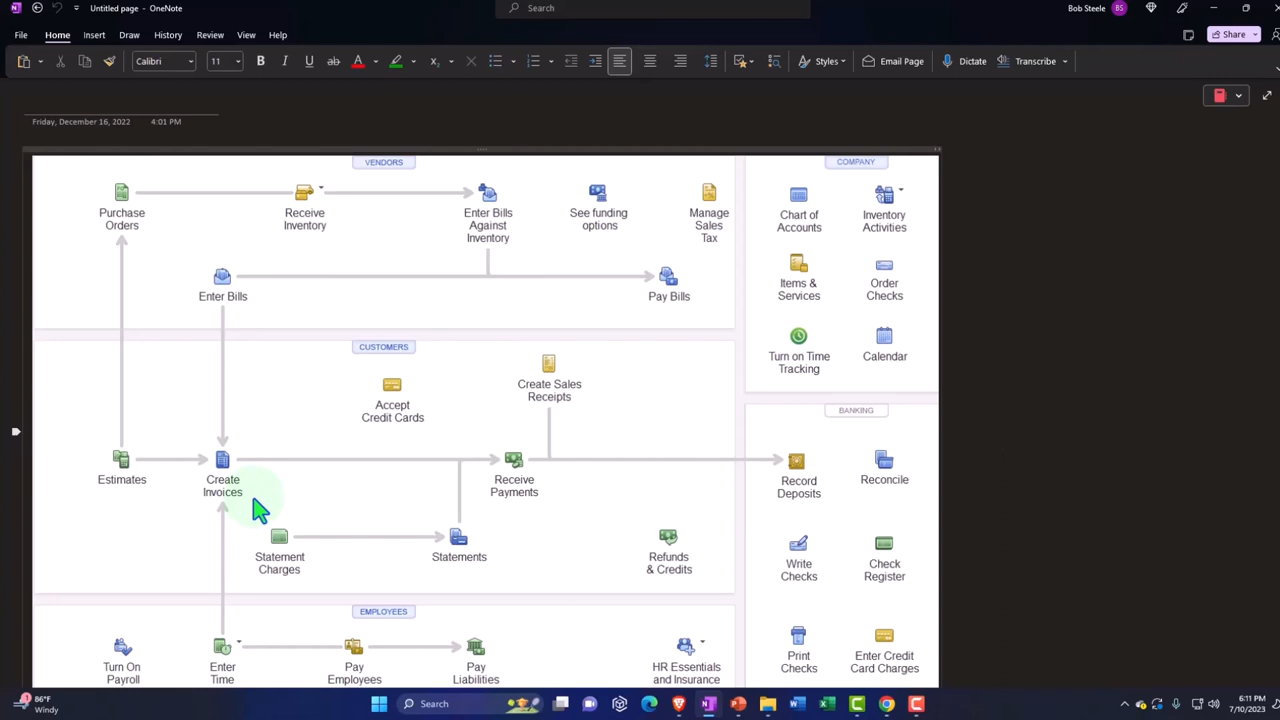 Untitled page - OneNote
Search
Bob Steele
BS
File
Home
Insert
Draw
History
Review
View
Help
Share
Calibri
11
B
I
U
ab
A
Styles
Email Page
Dictate
Transcribe
Friday, December 16, 2022
4:01 PM
VENDORS
Purchase
Orders
Receive
Inventory
Enter Bills
Against
Inventory
See funding
options
Manage
Sales
Tax
Enter Bills
Pay Bills
CUSTOMERS
Accept
Credit Cards
Create Sales
Receipts
Estimates
Create
Invoices
Receive
Payments
Statement
Charges
Statements
Refunds
& Credits
EMPLOYEES
Turn On
Payroll
Enter
Time
Pay
Employees
Pay
Liabilities
HR Essentials
and Insurance
COMPANY
Chart of
Accounts
Inventory
Activities
Items &
Services
Order
Checks
Turn on Time
Tracking
Calendar
BANKING
Record
Deposits
Reconcile
Write
Checks
Check
Register
Print
Checks
Enter Credit
Card Charges
86°F
Windy
Search
6:11 PM
7/10/2023